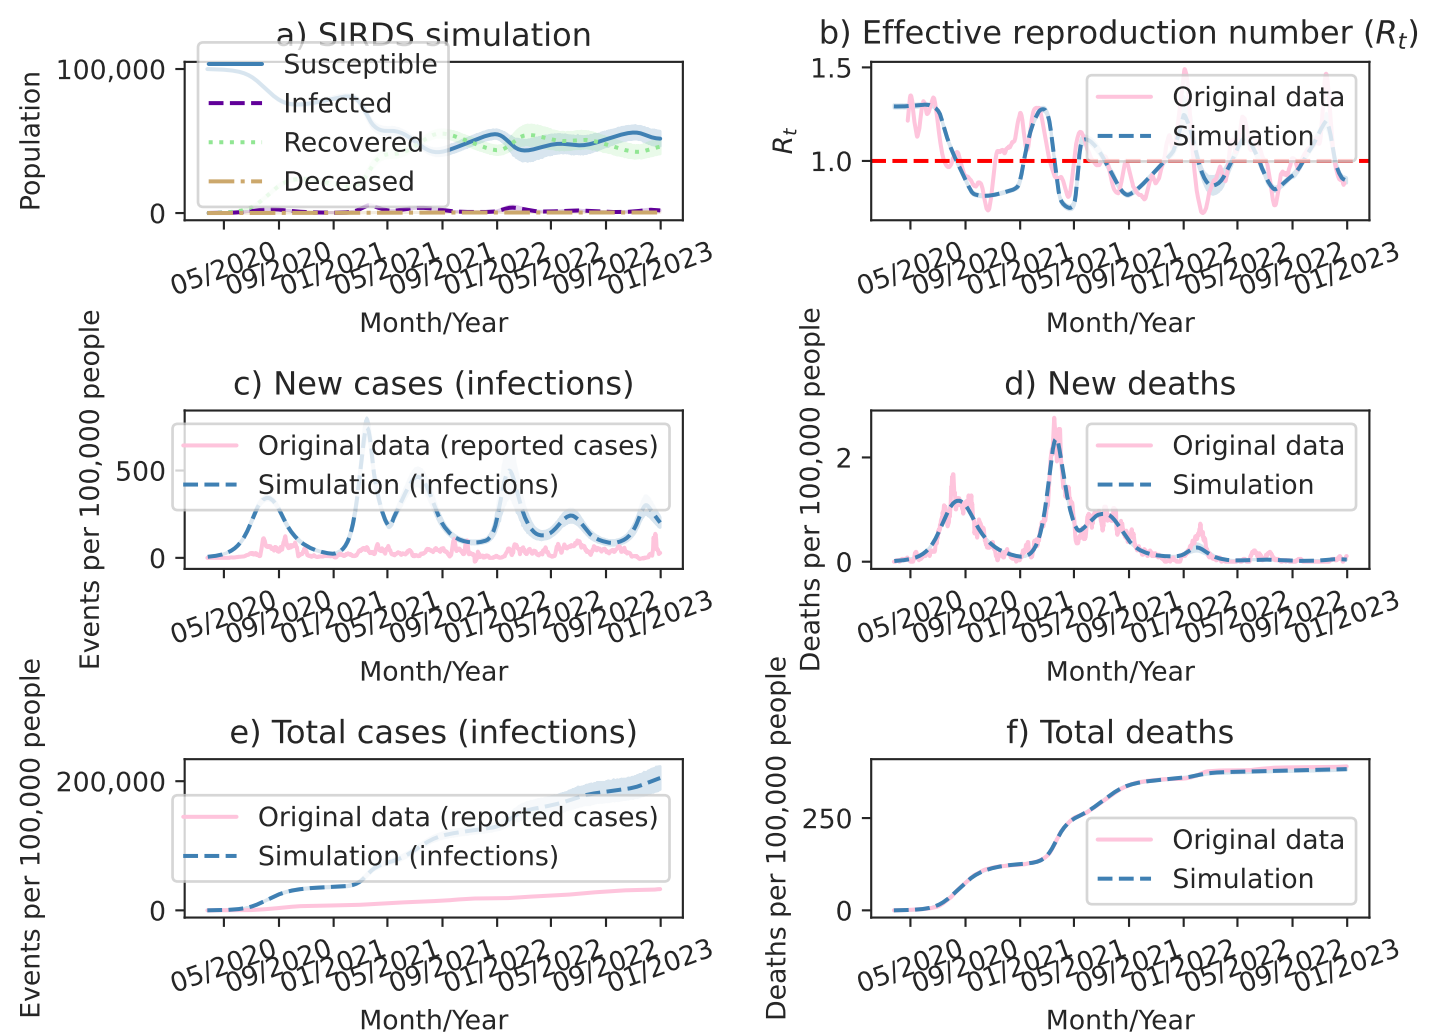 a) SIRDS simulation
Population
100,000
0
Susceptible
Infected
Recovered
Deceased
05/2020
09/2020
01/2021
05/2021
09/2021
01/2022
05/2022
09/2022
01/2023
Month/Year
b) Effective reproduction number (Rₜ)
Rₜ
1.5
1.0
Original data
Simulation
05/2020
09/2020
01/2021
05/2021
09/2021
01/2022
05/2022
09/2022
01/2023
Month/Year
c) New cases (infections)
Events per 100,000 people
500
0
Original data (reported cases)
Simulation (infections)
05/2020
09/2020
01/2021
05/2021
09/2021
01/2022
05/2022
09/2022
01/2023
Month/Year
d) New deaths
Deaths per 100,000 people
2
0
Original data
Simulation
05/2020
09/2020
01/2021
05/2021
09/2021
01/2022
05/2022
09/2022
01/2023
Month/Year
e) Total cases (infections)
Events per 100,000 people
200,000
0
Original data (reported cases)
Simulation (infections)
05/2020
09/2020
01/2021
05/2021
09/2021
01/2022
05/2022
09/2022
01/2023
Month/Year
f) Total deaths
Deaths per 100,000 people
250
0
Original data
Simulation
05/2020
09/2020
01/2021
05/2021
09/2021
01/2022
05/2022
09/2022
01/2023
Month/Year